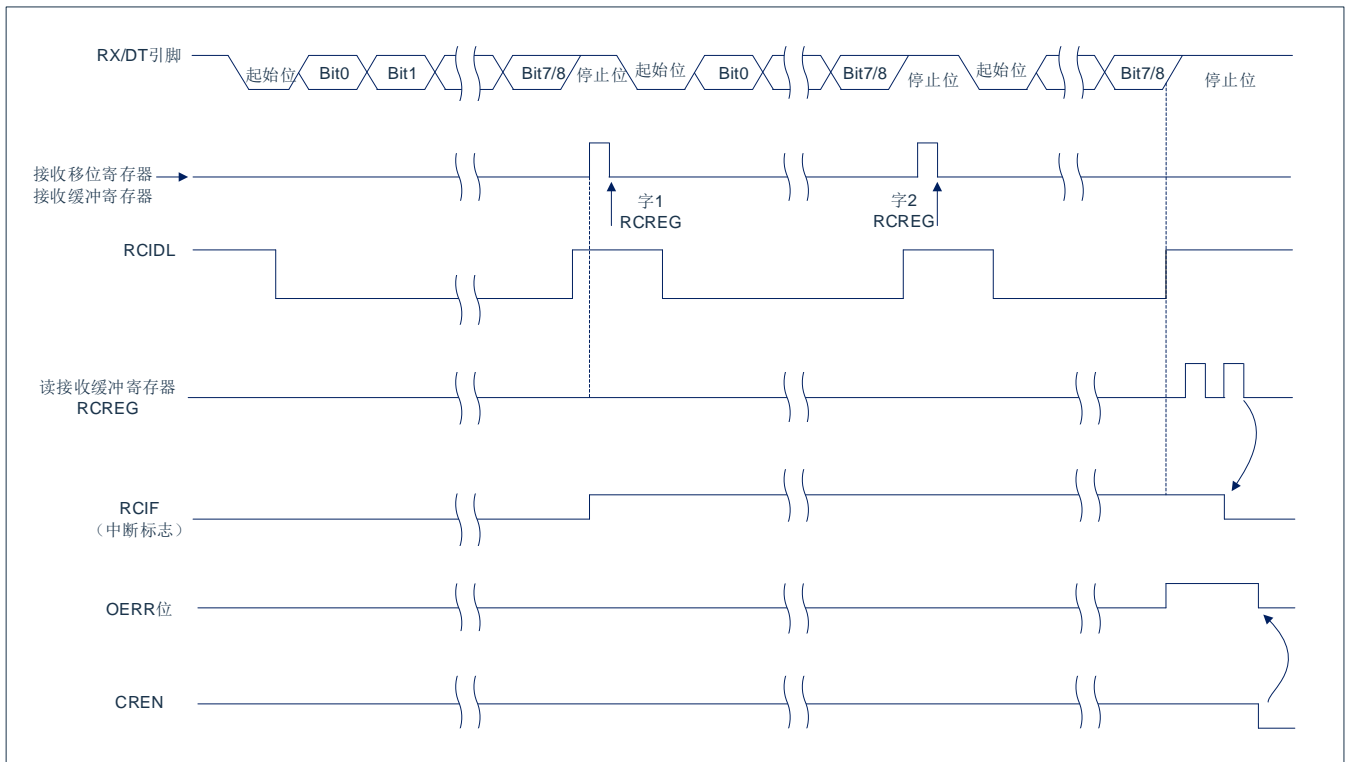 RX/DT引脚
起始位 Bit0 Bit1 Bit7/8 停止位 起始位 Bit0 Bit7/8 停止位 起始位 Bit7/8 停止位
接收移位寄存器
接收缓冲寄存器
字1
RCREG
字2
RCREG
RCIDL
读接收缓冲寄存器
RCREG
RCIF
（中断标志）
OERR位
CREN